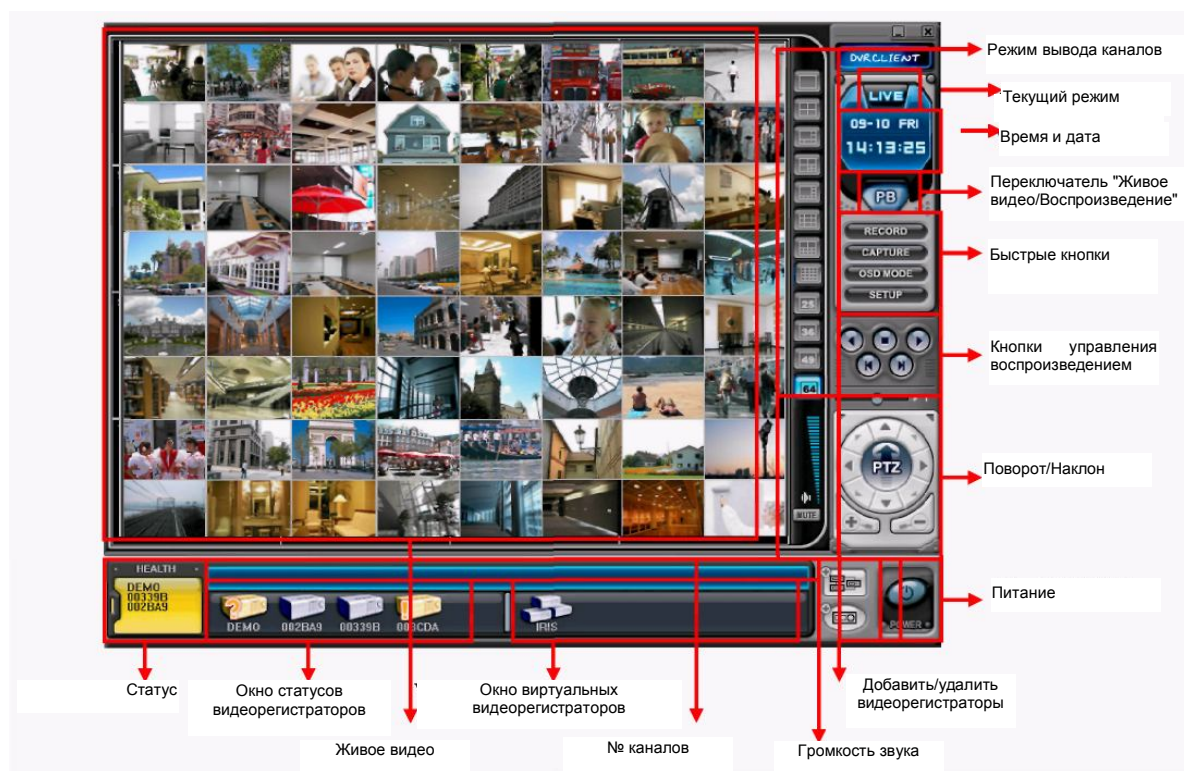 Режим вывода каналов
DVRCLIENT
LIVE
Текущий режим
09-10 FRI
14:13:25
Время и дата
PB
Переключатель "Живое
видео/Воспроизведение"
RECORD
CAPTURE
OSD MODE
SETUP
Быстрые кнопки
25
36
49
64
Кнопки управления
воспроизведением
PTZ
Поворот/Наклон
MUTE
HEALTH
DEMO
00339B
002BA9
DEMO
002BA9
00339B
003CDA
IRIS
POWER
Питание
Статус
Окно статусов
видеорегистраторов
Окно виртуальных
видеорегистраторов
Добавить/удалить
видеорегистраторы
Живое видео
№ каналов
Громкость звука